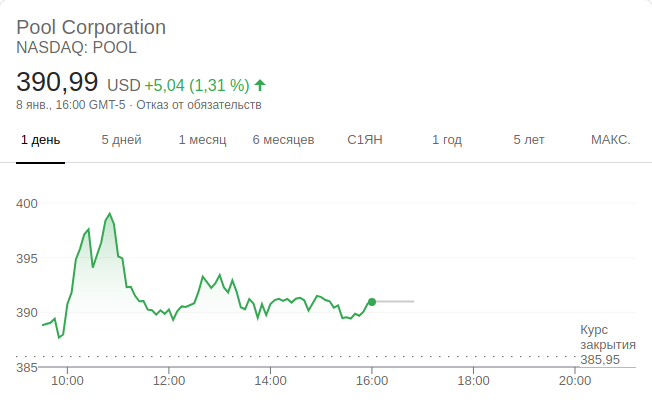 Pool Corporation
NASDAQ: POOL
390,99 USD +5,04 (1,31 %)
8 янв., 16:00 GMT-5 · Отказ от обязательств
1 день 5 дней 1 месяц 6 месяцев С1ЯН 1 год 5 лет МАКС.
400
395
390
385
Курс
закрытия
385,95
10:00 12:00 14:00 16:00 18:00 20:00